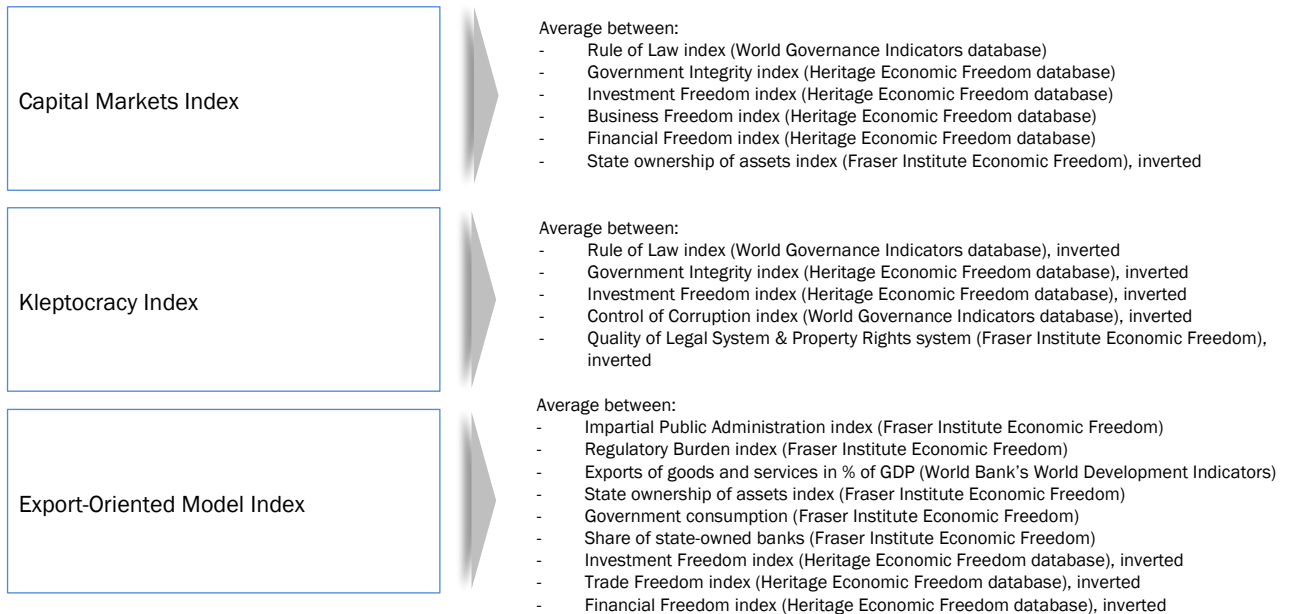 Capital Markets Index
Average between:
- Rule of Law index (World Governance Indicators database)
- Government Integrity index (Heritage Economic Freedom database)
- Investment Freedom index (Heritage Economic Freedom database)
- Business Freedom index (Heritage Economic Freedom database)
- Financial Freedom index (Heritage Economic Freedom database)
- State ownership of assets index (Fraser Institute Economic Freedom), inverted
Kleptocracy Index
Average between:
- Rule of Law index (World Governance Indicators database), inverted
- Government Integrity index (Heritage Economic Freedom database), inverted
- Investment Freedom index (Heritage Economic Freedom database), inverted
- Control of Corruption index (World Governance Indicators database), inverted
- Quality of Legal System & Property Rights system (Fraser Institute Economic Freedom),
inverted
Export-Oriented Model Index
Average between:
- Impartial Public Administration index (Fraser Institute Economic Freedom)
- Regulatory Burden index (Fraser Institute Economic Freedom)
- Exports of goods and services in % of GDP (World Bank's World Development Indicators)
- State ownership of assets index (Fraser Institute Economic Freedom)
- Government consumption (Fraser Institute Economic Freedom)
- Share of state-owned banks (Fraser Institute Economic Freedom)
- Investment Freedom index (Heritage Economic Freedom database), inverted
- Trade Freedom index (Heritage Economic Freedom database), inverted
- Financial Freedom index (Heritage Economic Freedom database), inverted